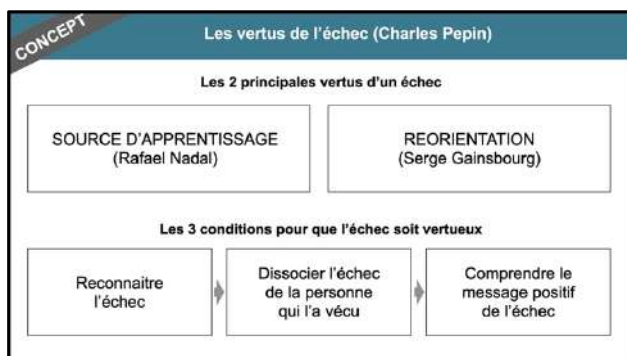 CONCEPT
Les vertus de l'échec (Charles Pepin)
Les 2 principales vertus d'un échec
SOURCE D'APPRENTISSAGE
(Rafael Nadal)
REORIENTATION
(Serge Gainsbourg)
Les 3 conditions pour que l'échec soit vertueux
Reconnaitre
l'échec
Dissocier l'échec
de la personne
qui l'a vécu
Comprendre le
message positif
de l'échec